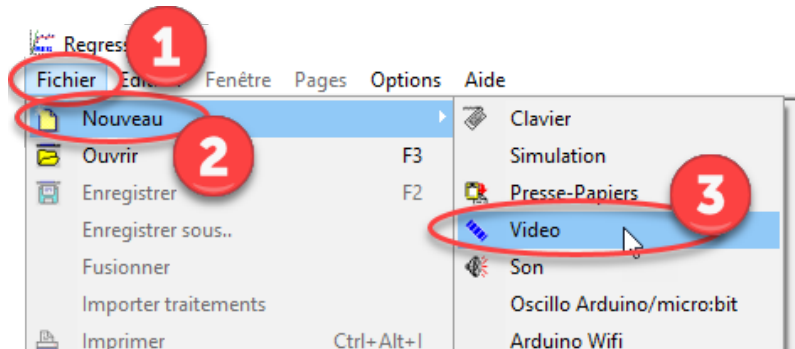 Regress
1
Fichier Fenêtre Pages Options Aide
Nouveau
2
Ouvrir F3
Enregistrer F2
Enregistrer sous..
Fusionner
Importer traitements
Imprimer Ctrl+Alt+I
Clavier
Simulation
Presse-Papiers
3
Video
Son
Oscillo Arduino/micro:bit
Arduino Wifi